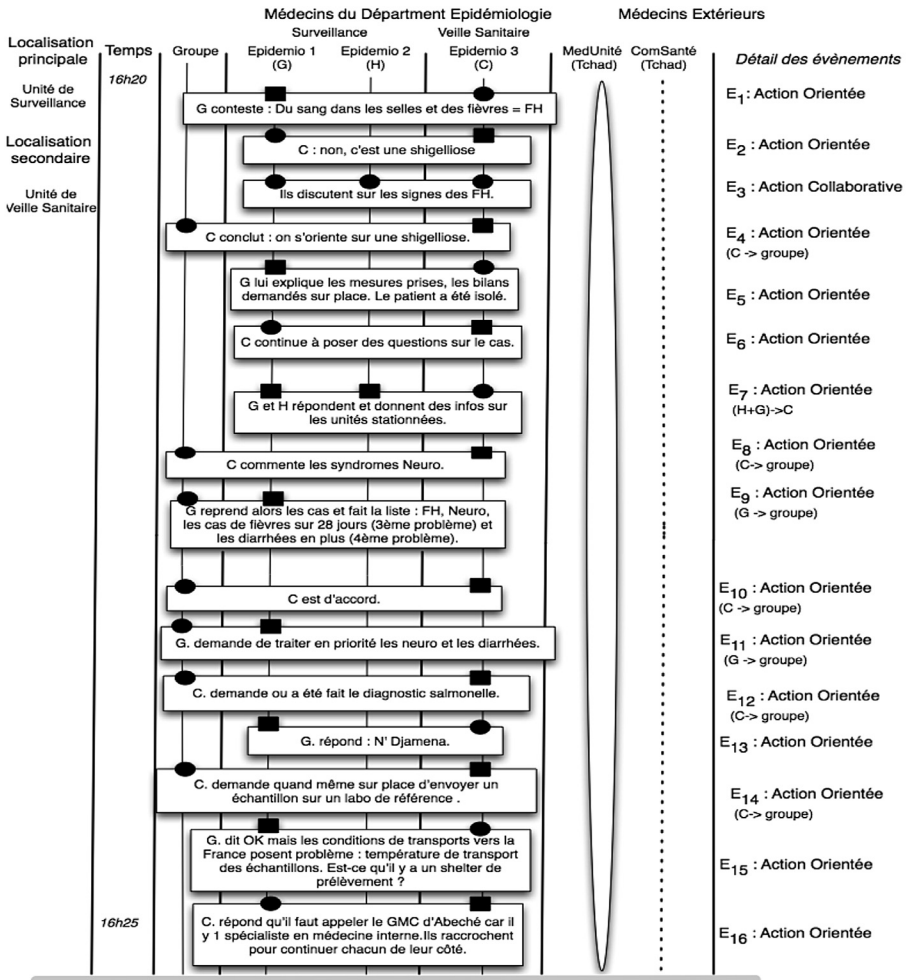 Médecins du Départment Epidémiologie Médecins Extérieurs
Surveillance Veille Sanitaire
Localisation principale Temps Groupe Epidemio 1 (G) Epidemio 2 (H) Epidemio 3 (C) MedUnité (Tchad) ComSanté (Tchad) Détail des évènements
16h20
Unité de Surveillance
G conteste : Du sang dans les selles et des fièvres = FH
E1: Action Orientée
Localisation secondaire
C : non, c'est une shigelliose
E2 : Action Orientée
Unité de Veille Sanitaire
Ils discutent sur les signes des FH.
E3 : Action Collaborative
C conclut : on s'oriente sur une shigelliose.
E4 : Action Orientée
(C -> groupe)
G lui explique les mesures prises, les bilans
demandés sur place. Le patient a été isolé.
E5 : Action Orientée
C continue à poser des questions sur le cas.
E6 : Action Orientée
G et H répondent et donnent des infos sur
les unités stationnées.
E7 : Action Orientée
(H+G)->C
C commente les syndromes Neuro.
E8 : Action Orientée
(C-> groupe)
G reprend alors les cas et fait la liste : FH, Neuro,
les cas de fièvres sur 28 jours (3ème problème) et
les diarrhées en plus (4ème problème).
E9 : Action Orientée
(G -> groupe)
C est d'accord.
E10 : Action Orientée
(C -> groupe)
G. demande de traiter en priorité les neuro et les diarrhées.
E11 : Action Orientée
(G -> groupe)
C. demande ou a été fait le diagnostic salmonelle.
E12 : Action Orientée
(C-> groupe)
G. répond : N' Djamena.
E13 : Action Orientée
C. demande quand même sur place d'envoyer un
échantillon sur un labo de référence .
E14 : Action Orientée
(C-> groupe)
G. dit OK mais les conditions de transports vers la
France posent problème : température de transport
des échantillons. Est-ce qu'il y a un shelter de
prélèvement ?
E15 : Action Orientée
16h25
C. répond qu'il faut appeler le GMC d'Abeché car il
y 1 spécialiste en médecine interne.Ils raccrochent
pour continuer chacun de leur côté.
E16 : Action Orientée